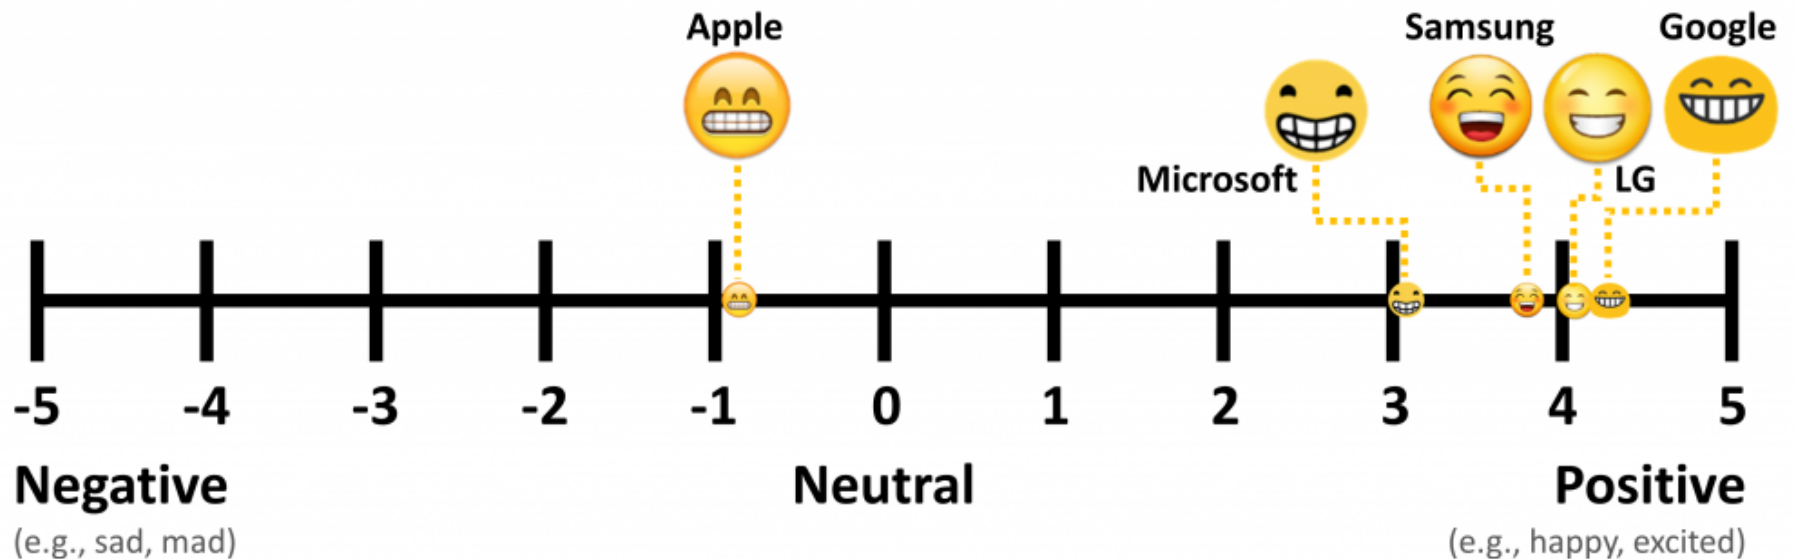 Apple
Samsung
Google
Microsoft
LG
-5 -4 -3 -2 -1 0 1 2 3 4 5
Negative Neutral Positive
(e.g., sad, mad) (e.g., happy, excited)